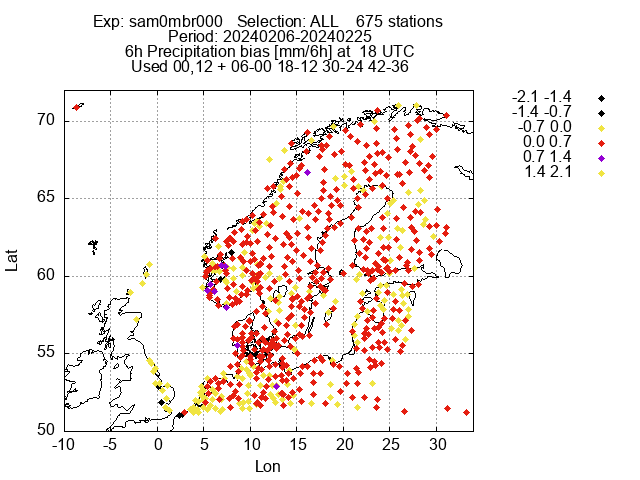 Exp: sam0mbr000 Selection: ALL 675 stations
Period: 20240206-20240225
6h Precipitation bias [mm/6h] at 18 UTC
Used 00,12 + 06-00 18-12 30-24 42-36
-2.1 -1.4
-1.4 -0.7
-0.7 0.0
0.0 0.7
0.7 1.4
1.4 2.1
70
65
60
55
50
Lat
-10 -5 0 5 10 15 20 25 30
Lon